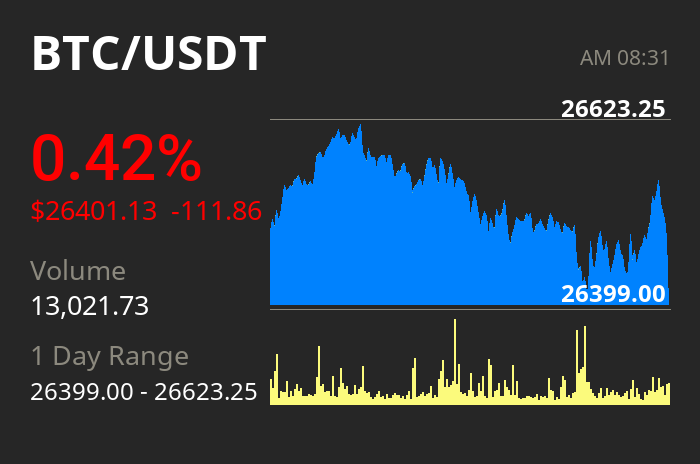 BTC/USDT
AM 08:31
26623.25
0.42%
$26401.13 -111.86
Volume
13,021.73
26399.00
1 Day Range
26399.00 - 26623.25